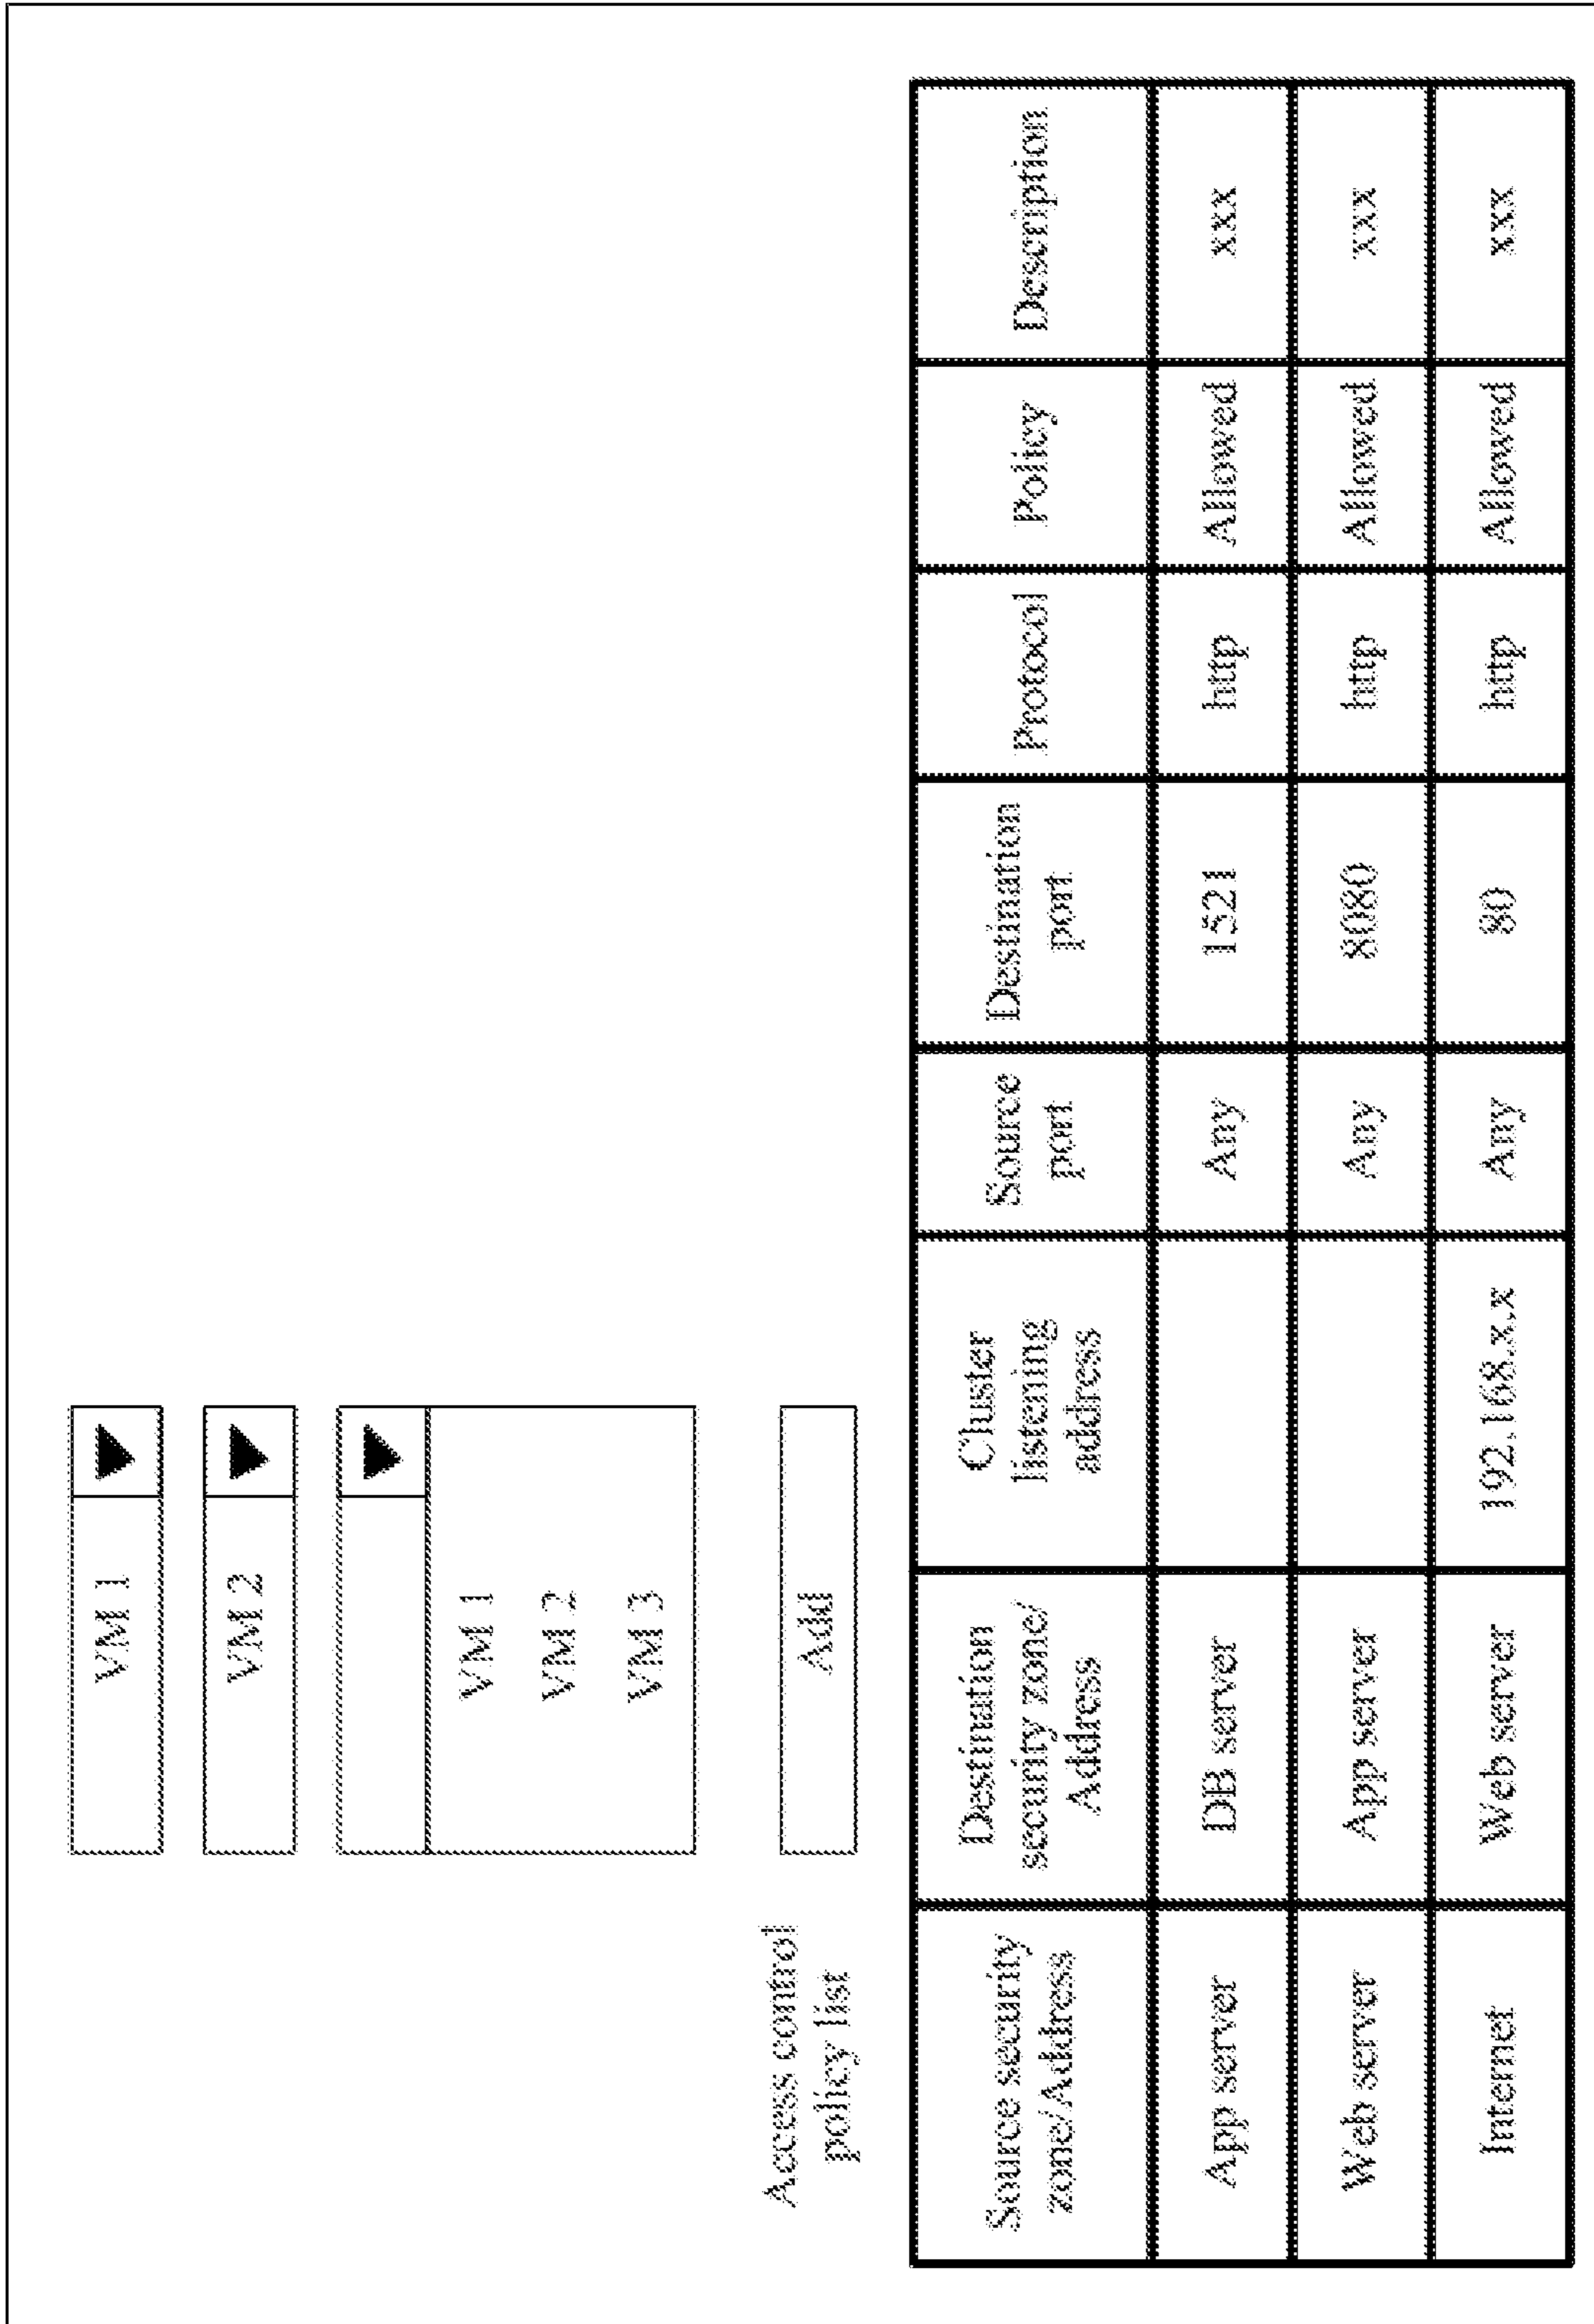 VM 1
VM 2
VM 1
VM 2
VM 3
Access control
policy list
Add
Source security
zone/Address
Destination
security zone/
Address
Cluster
listening
address
Source
port
Destination
port
Protocol
Policy
Description
App server
DB server
Any
1521
http
Allowed
xxx
Web server
App server
Any
8080
http
Allowed
xxx
Internet
Web server
192.168.x.x
Any
80
http
Allowed
xxx